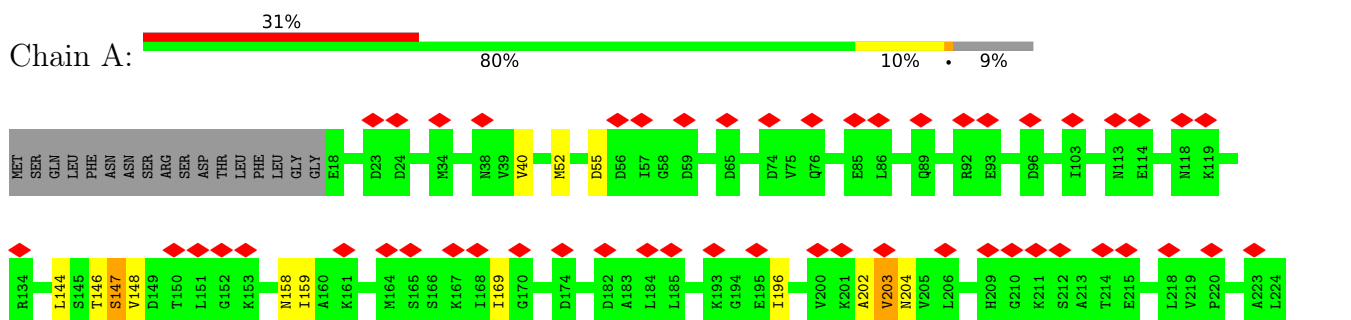 31%
Chain A:
80% 10% • 9%
MET SER GLN LEU LEU PHE ASN ASN SER ARG SER ASP THR LEU PHE LEU GLY GLY E18 D23 D24 M34 N38 V39 V40 M52 D55 D56 I57 G58 D59 D65 D74 V75 Q76 E85 L86 Q89 R92 E93 D96 I103 N113 E114 N118 K119
R134 L144 S145 T146 S147 V148 D149 T150 L151 G152 K153 N158 I159 A160 K161 M164 S165 S166 K167 I168 I169 G170 D174 D182 A183 L184 L185 K193 G194 E195 I196 V200 K201 A202 V203 N204 V205 L206 H209 G210 K211 S212 A213 T214 E215 L218 V219 P220 A223 L224